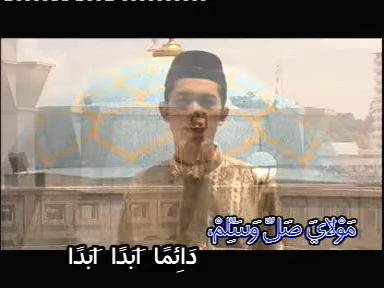 مَوْلَايَ صَلِّ وَسَلِّمْ،
دَائِمًا اَبَدًا اَبَدًا